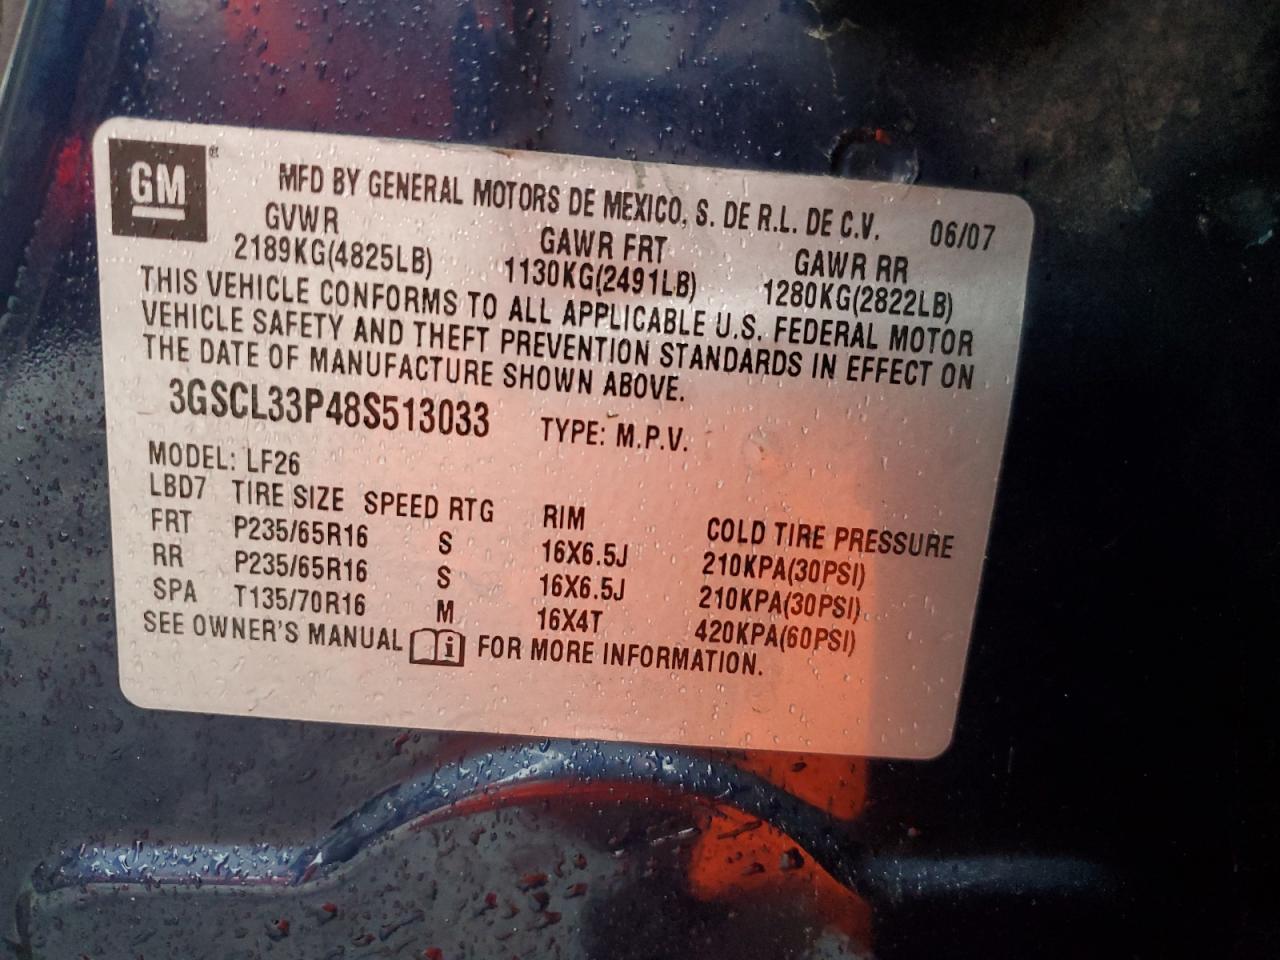 GM®
MFD BY GENERAL MOTORS DE MEXICO, S. DE R.L. DE C.V. 06/07
GVWR GAWR FRT GAWR RR
2189KG(4825LB) 1130KG(2491LB) 1280KG(2822LB)
THIS VEHICLE CONFORMS TO ALL APPLICABLE U.S. FEDERAL MOTOR
VEHICLE SAFETY AND THEFT PREVENTION STANDARDS IN EFFECT ON
THE DATE OF MANUFACTURE SHOWN ABOVE.
3GSCL33P48S513033 TYPE: M.P.V.
MODEL: LF26
LBD7 TIRE SIZE SPEED RTG RIM COLD TIRE PRESSURE
FRT P235/65R16 S 16X6.5J 210KPA(30PSI)
RR P235/65R16 S 16X6.5J 210KPA(30PSI)
SPA T135/70R16 M 16X4T 420KPA(60PSI)
SEE OWNER'S MANUAL i FOR MORE INFORMATION.